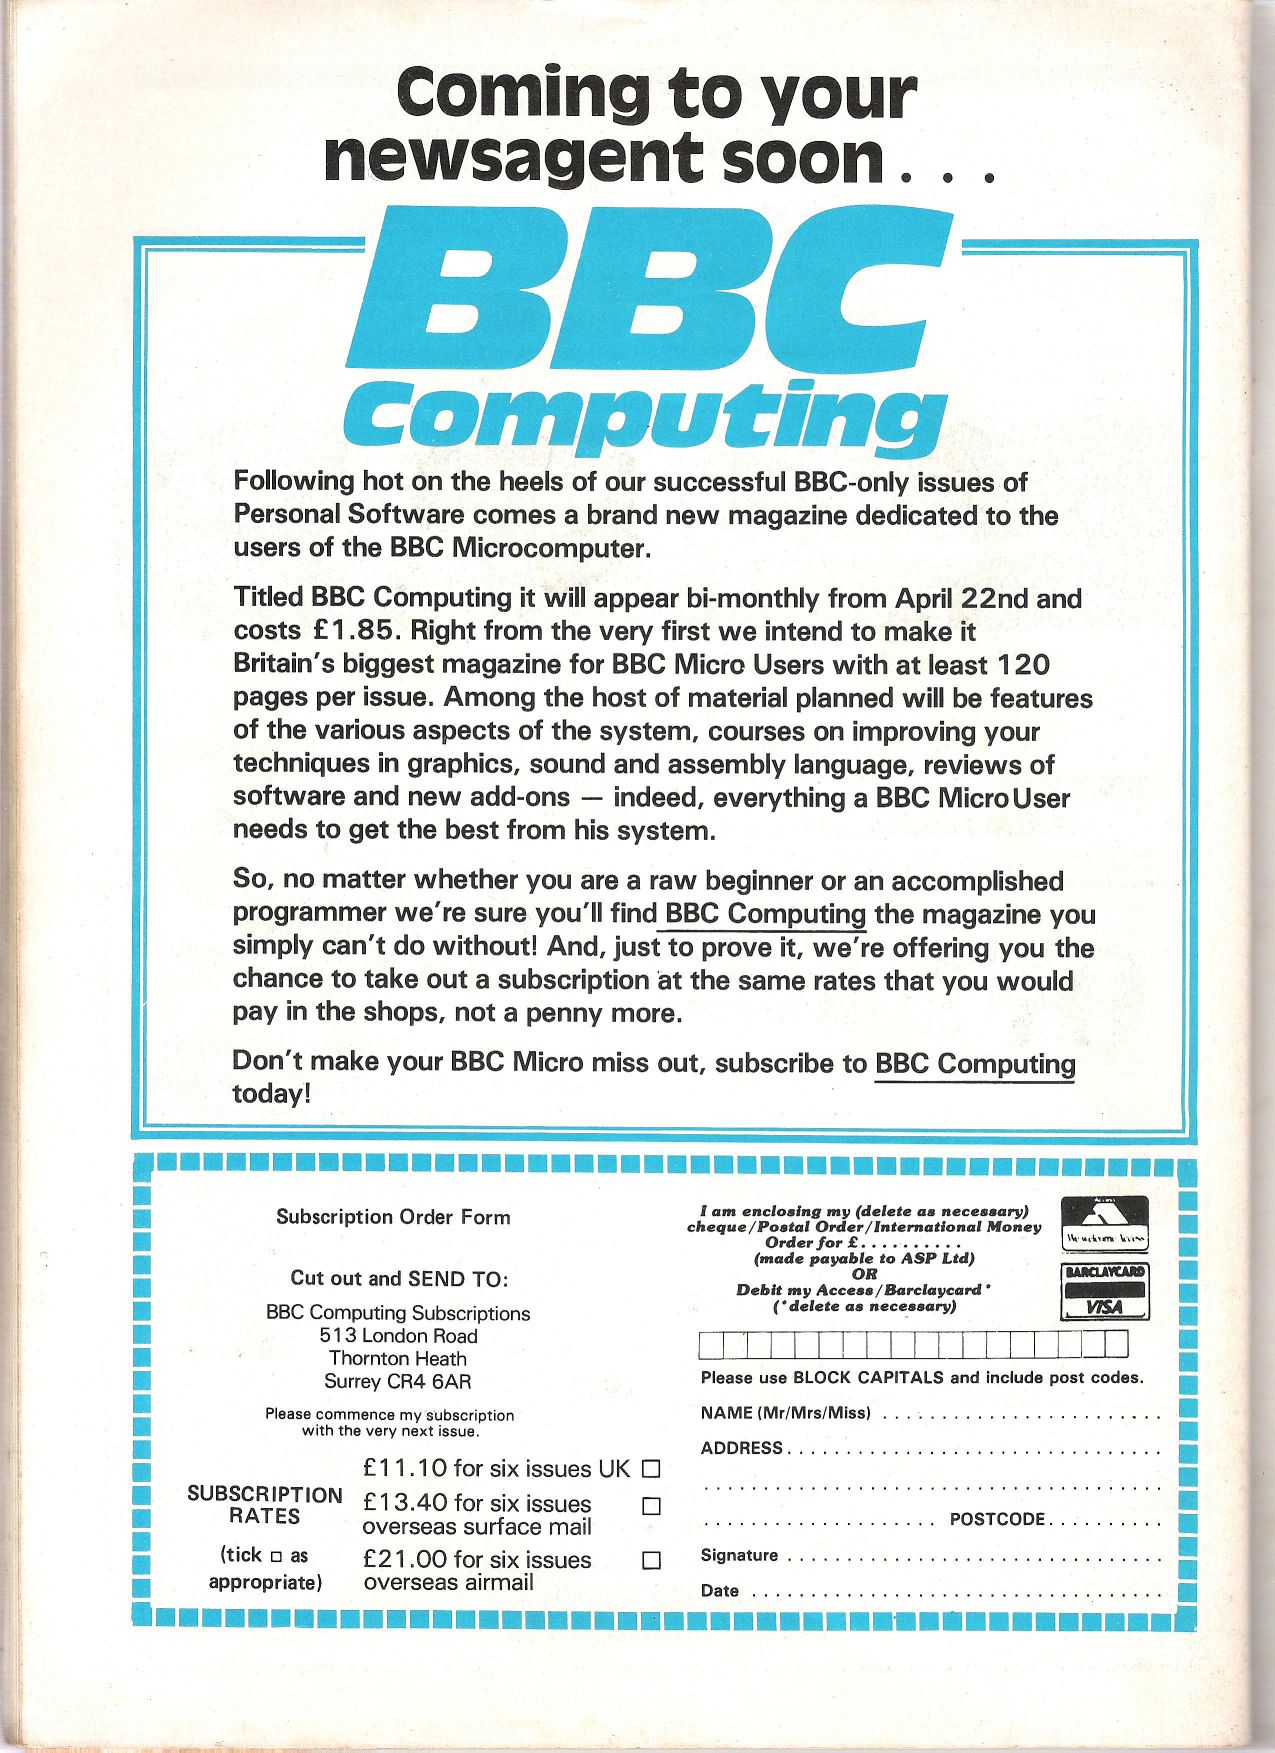 Coming to your
newsagent soon . . .
BBC
Computing
Following hot on the heels of our successful BBC-only issues of
Personal Software comes a brand new magazine dedicated to the
users of the BBC Microcomputer.
Titled BBC Computing it will appear bi-monthly from April 22nd and
costs £1.85. Right from the very first we intend to make it
Britain's biggest magazine for BBC Micro Users with at least 120
pages per issue. Among the host of material planned will be features
of the various aspects of the system, courses on improving your
techniques in graphics, sound and assembly language, reviews of
software and new add-ons — indeed, everything a BBC Micro User
needs to get the best from his system.
So, no matter whether you are a raw beginner or an accomplished
programmer we're sure you'll find BBC Computing the magazine you
simply can't do without! And, just to prove it, we're offering you the
chance to take out a subscription at the same rates that you would
pay in the shops, not a penny more.
Don't make your BBC Micro miss out, subscribe to BBC Computing
today!
Subscription Order Form
Cut out and SEND TO:
BBC Computing Subscriptions
513 London Road
Thornton Heath
Surrey CR4 6AR
Please commence my subscription
with the very next issue.
SUBSCRIPTION
RATES
(tick □ as
appropriate)
£11.10 for six issues UK □
£13.40 for six issues □
overseas surface mail
£21.00 for six issues □
overseas airmail
I am enclosing my (delete as necessary)
cheque/Postal Order/International Money
Order for £..........
(made payable to ASP Ltd)
OR
Debit my Access/Barclaycard*
(*delete as necessary)
Access
BARCLAYCARD
VISA
Please use BLOCK CAPITALS and include post codes.
NAME (Mr/Mrs/Miss) ........................
ADDRESS ................................
POSTCODE ..........
Signature ................................
Date ...................................